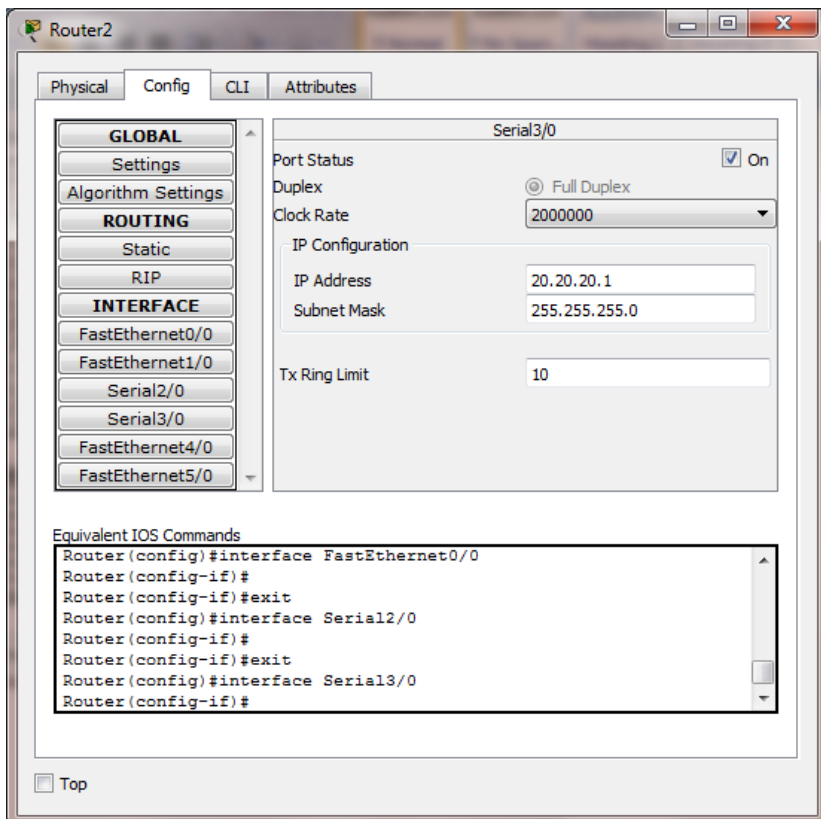 Router2
Physical Config CLI Attributes
GLOBAL
Settings
Algorithm Settings
ROUTING
Static
RIP
INTERFACE
FastEthernet0/0
FastEthernet1/0
Serial2/0
Serial3/0
FastEthernet4/0
FastEthernet5/0
Serial3/0
Port Status On
Duplex Full Duplex
Clock Rate 2000000
IP Configuration
IP Address 20.20.20.1
Subnet Mask 255.255.255.0
Tx Ring Limit 10
Equivalent IOS Commands
Router(config)#interface FastEthernet0/0
Router(config-if)#
Router(config-if)#exit
Router(config)#interface Serial2/0
Router(config-if)#
Router(config-if)#exit
Router(config)#interface Serial3/0
Router(config-if)#
Top